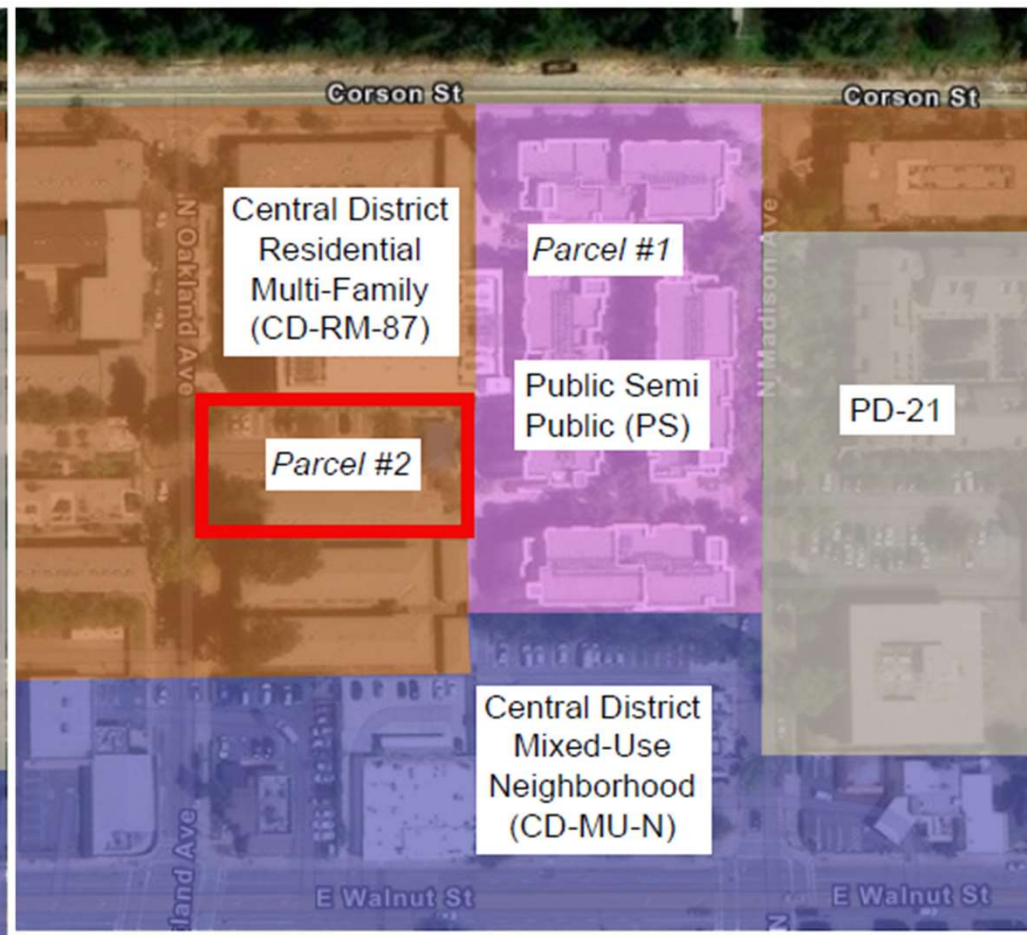 Corson St
Corson St
N Oakland Ave
Central District
Residential
Multi-Family
(CD-RM-87)
Parcel #1
N Madison Ave
Public Semi
Public (PS)
PD-21
Parcel #2
Central District
Mixed-Use
Neighborhood
(CD-MU-N)
land Ave
E Walnut St
E Walnut St
N